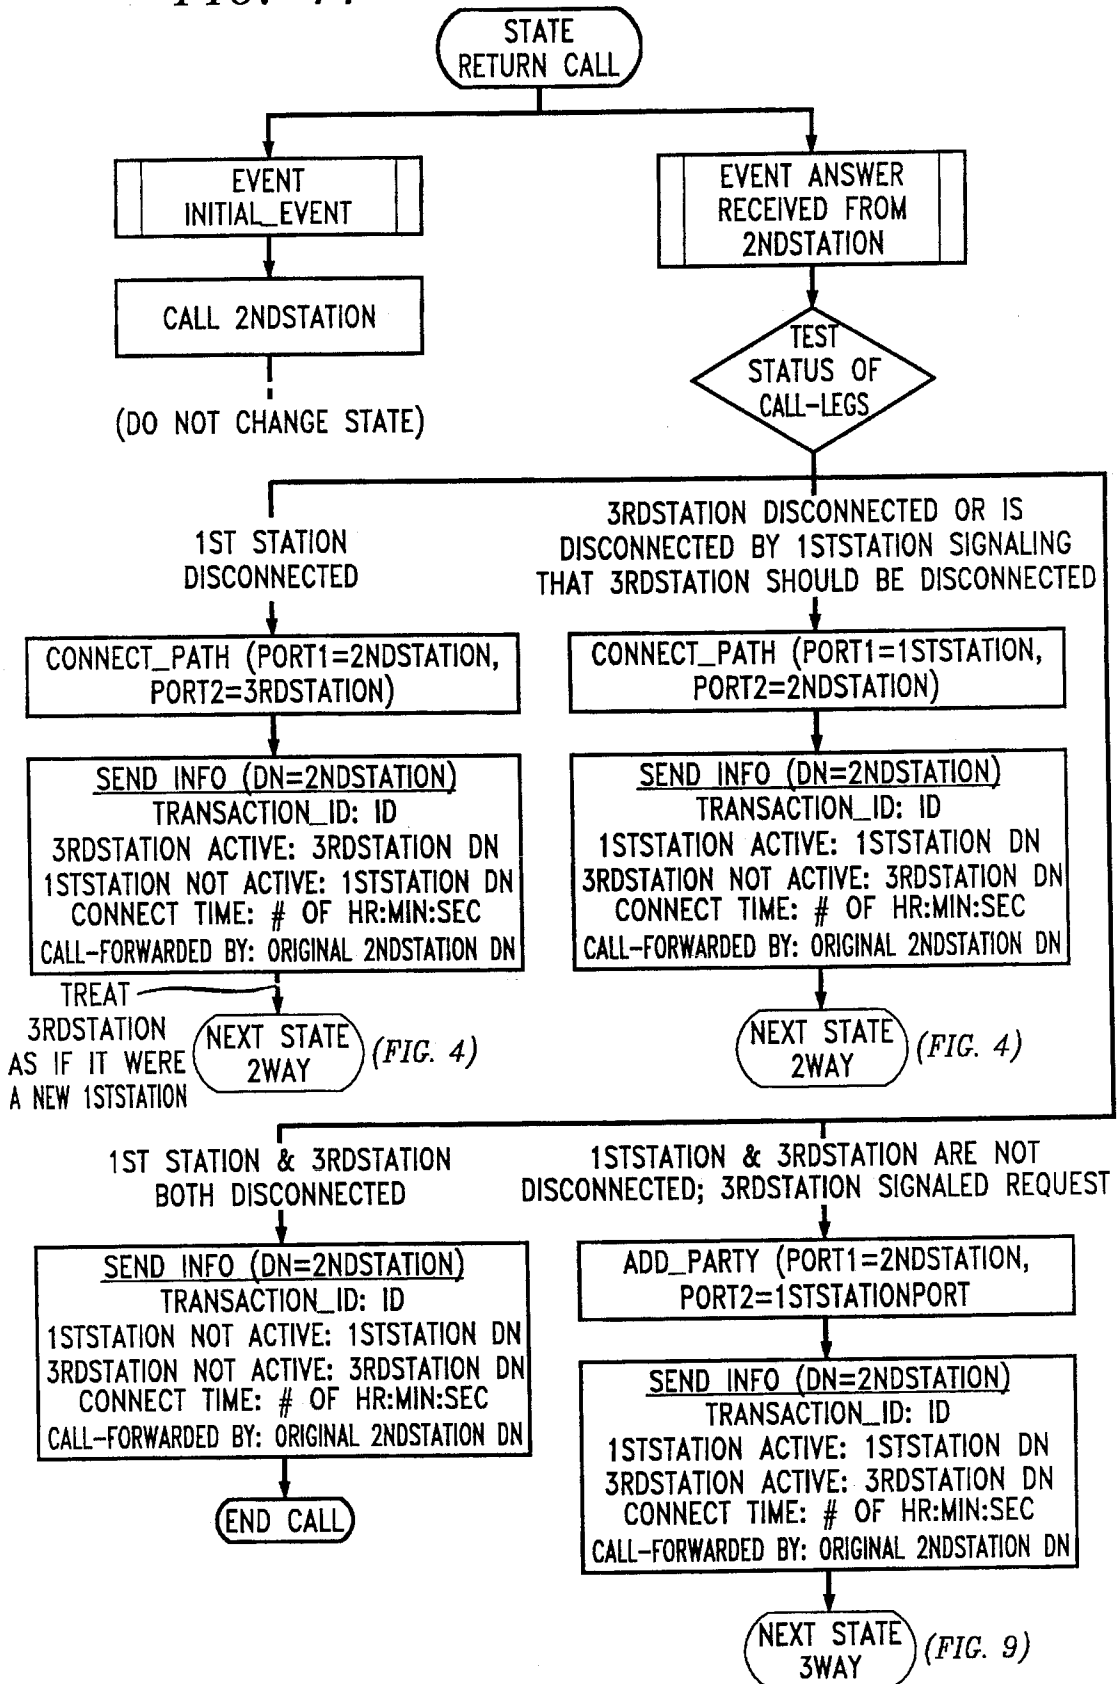 STATE
RETURN CALL
EVENT
INITIAL_EVENT
EVENT ANSWER
RECEIVED FROM
2NDSTATION
CALL 2NDSTATION
(DO NOT CHANGE STATE)
TEST
STATUS OF
CALL-LEGS
1ST STATION
DISCONNECTED
3RDSTATION DISCONNECTED OR IS
DISCONNECTED BY 1STSTATION SIGNALING
THAT 3RDSTATION SHOULD BE DISCONNECTED
CONNECT_PATH (PORT1=2NDSTATION,
PORT2=3RDSTATION)
CONNECT_PATH (PORT1=1STSTATION,
PORT2=2NDSTATION)
SEND INFO (DN=2NDSTATION)
TRANSACTION_ID: ID
3RDSTATION ACTIVE: 3RDSTATION DN
1STSTATION NOT ACTIVE: 1STSTATION DN
CONNECT TIME: # OF HR:MIN:SEC
CALL-FORWARDED BY: ORIGINAL 2NDSTATION DN
SEND INFO (DN=2NDSTATION)
TRANSACTION_ID: ID
1STSTATION ACTIVE: 1STSTATION DN
3RDSTATION NOT ACTIVE: 3RDSTATION DN
CONNECT TIME: # OF HR:MIN:SEC
CALL-FORWARDED BY: ORIGINAL 2NDSTATION DN
TREAT
3RDSTATION
AS IF IT WERE
A NEW 1STSTATION
NEXT STATE
2WAY
(FIG. 4)
NEXT STATE
2WAY
(FIG. 4)
1ST STATION & 3RDSTATION
BOTH DISCONNECTED
1STSTATION & 3RDSTATION ARE NOT
DISCONNECTED; 3RDSTATION SIGNALED REQUEST
SEND INFO (DN=2NDSTATION)
TRANSACTION_ID: ID
1STSTATION NOT ACTIVE: 1STSTATION DN
3RDSTATION NOT ACTIVE: 3RDSTATION DN
CONNECT TIME: # OF HR:MIN:SEC
CALL-FORWARDED BY: ORIGINAL 2NDSTATION DN
END CALL
ADD_PARTY (PORT1=2NDSTATION,
PORT2=1STSTATIONPORT
SEND INFO (DN=2NDSTATION)
TRANSACTION_ID: ID
1STSTATION ACTIVE: 1STSTATION DN
3RDSTATION ACTIVE: 3RDSTATION DN
CONNECT TIME: # OF HR:MIN:SEC
CALL-FORWARDED BY: ORIGINAL 2NDSTATION DN
NEXT STATE
3WAY
(FIG. 9)